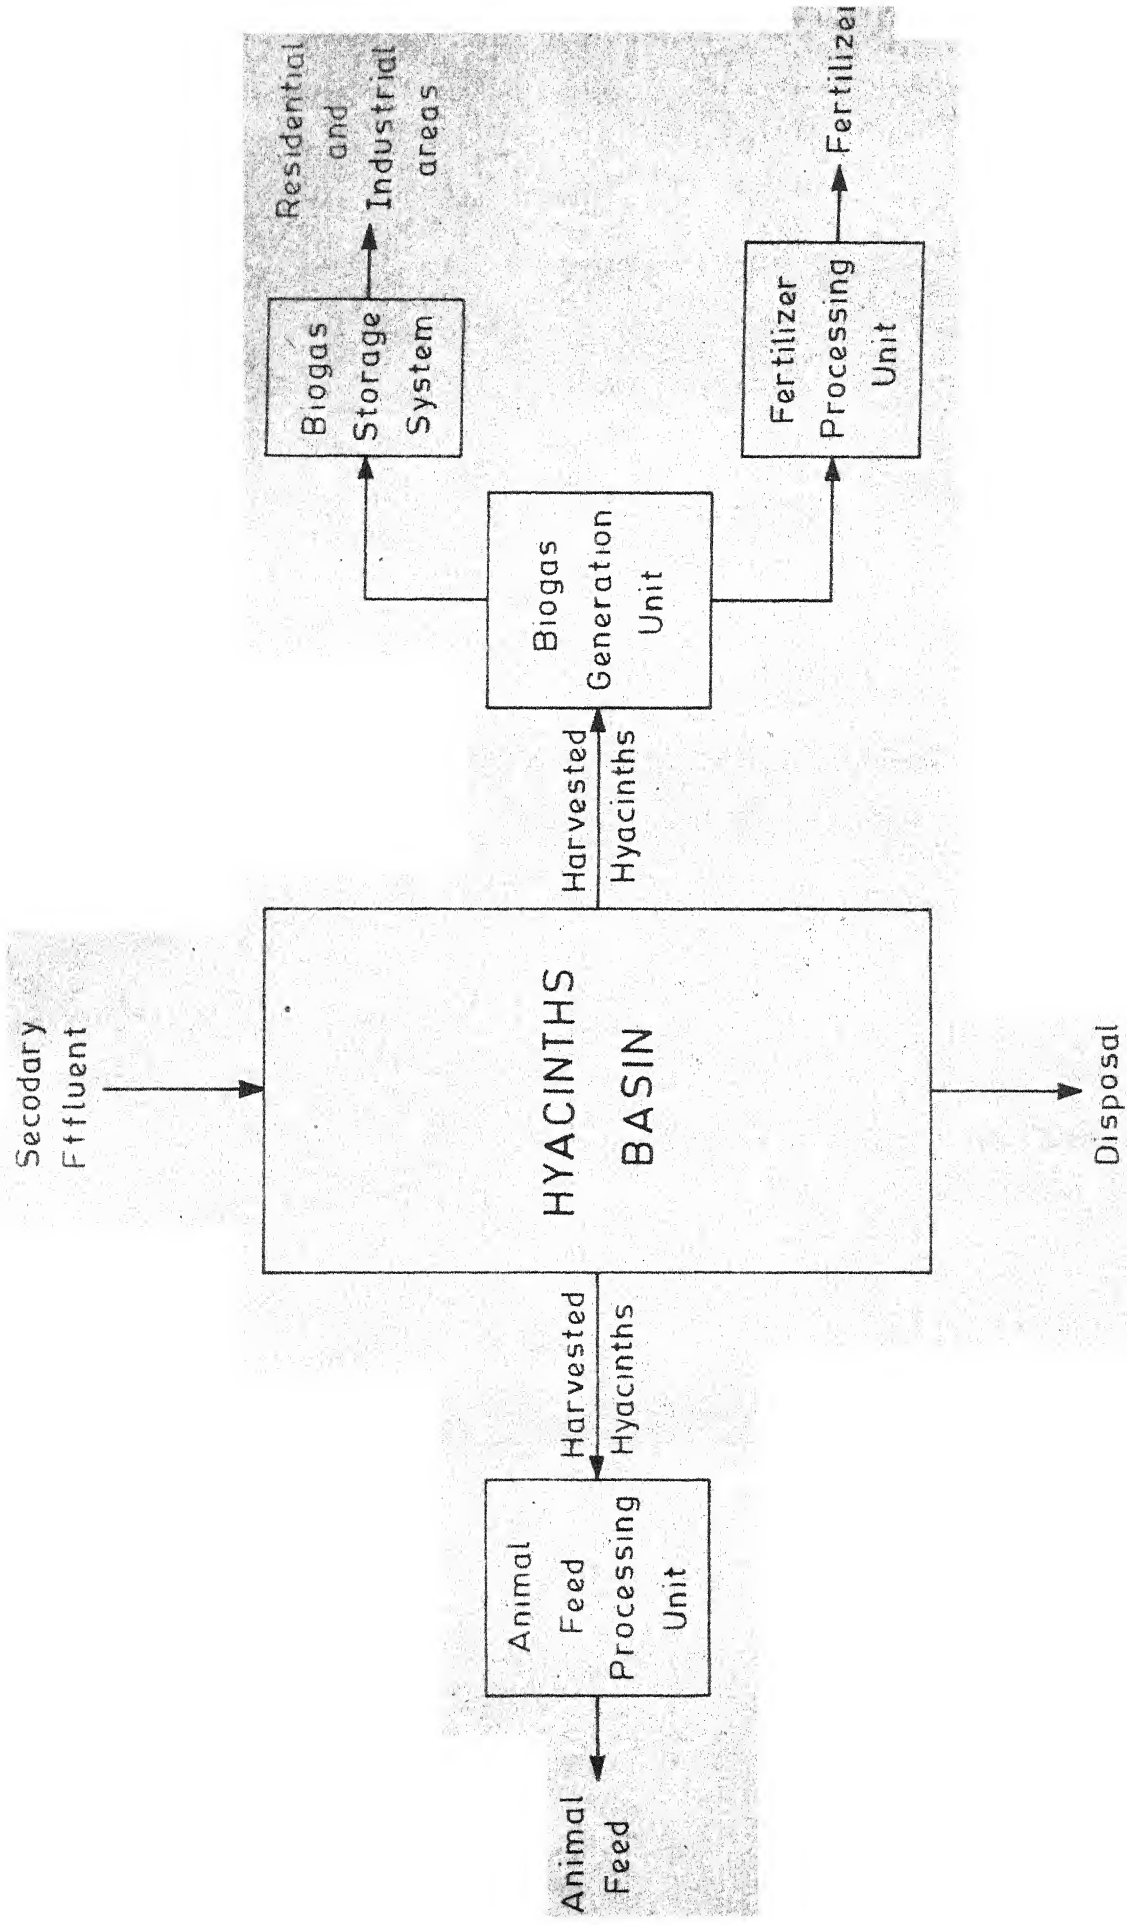 Secodary
Effluent
HYACINTHS
BASIN
Disposal
Harvested
Hyacinths
Animal
Feed
Processing
Unit
Animal
Feed
Harvested
Hyacinths
Biogas
Generation
Unit
Biogas
Storage
System
Residential
and
Industrial
areas
Fertilizer
Processing
Unit
Fertilizer